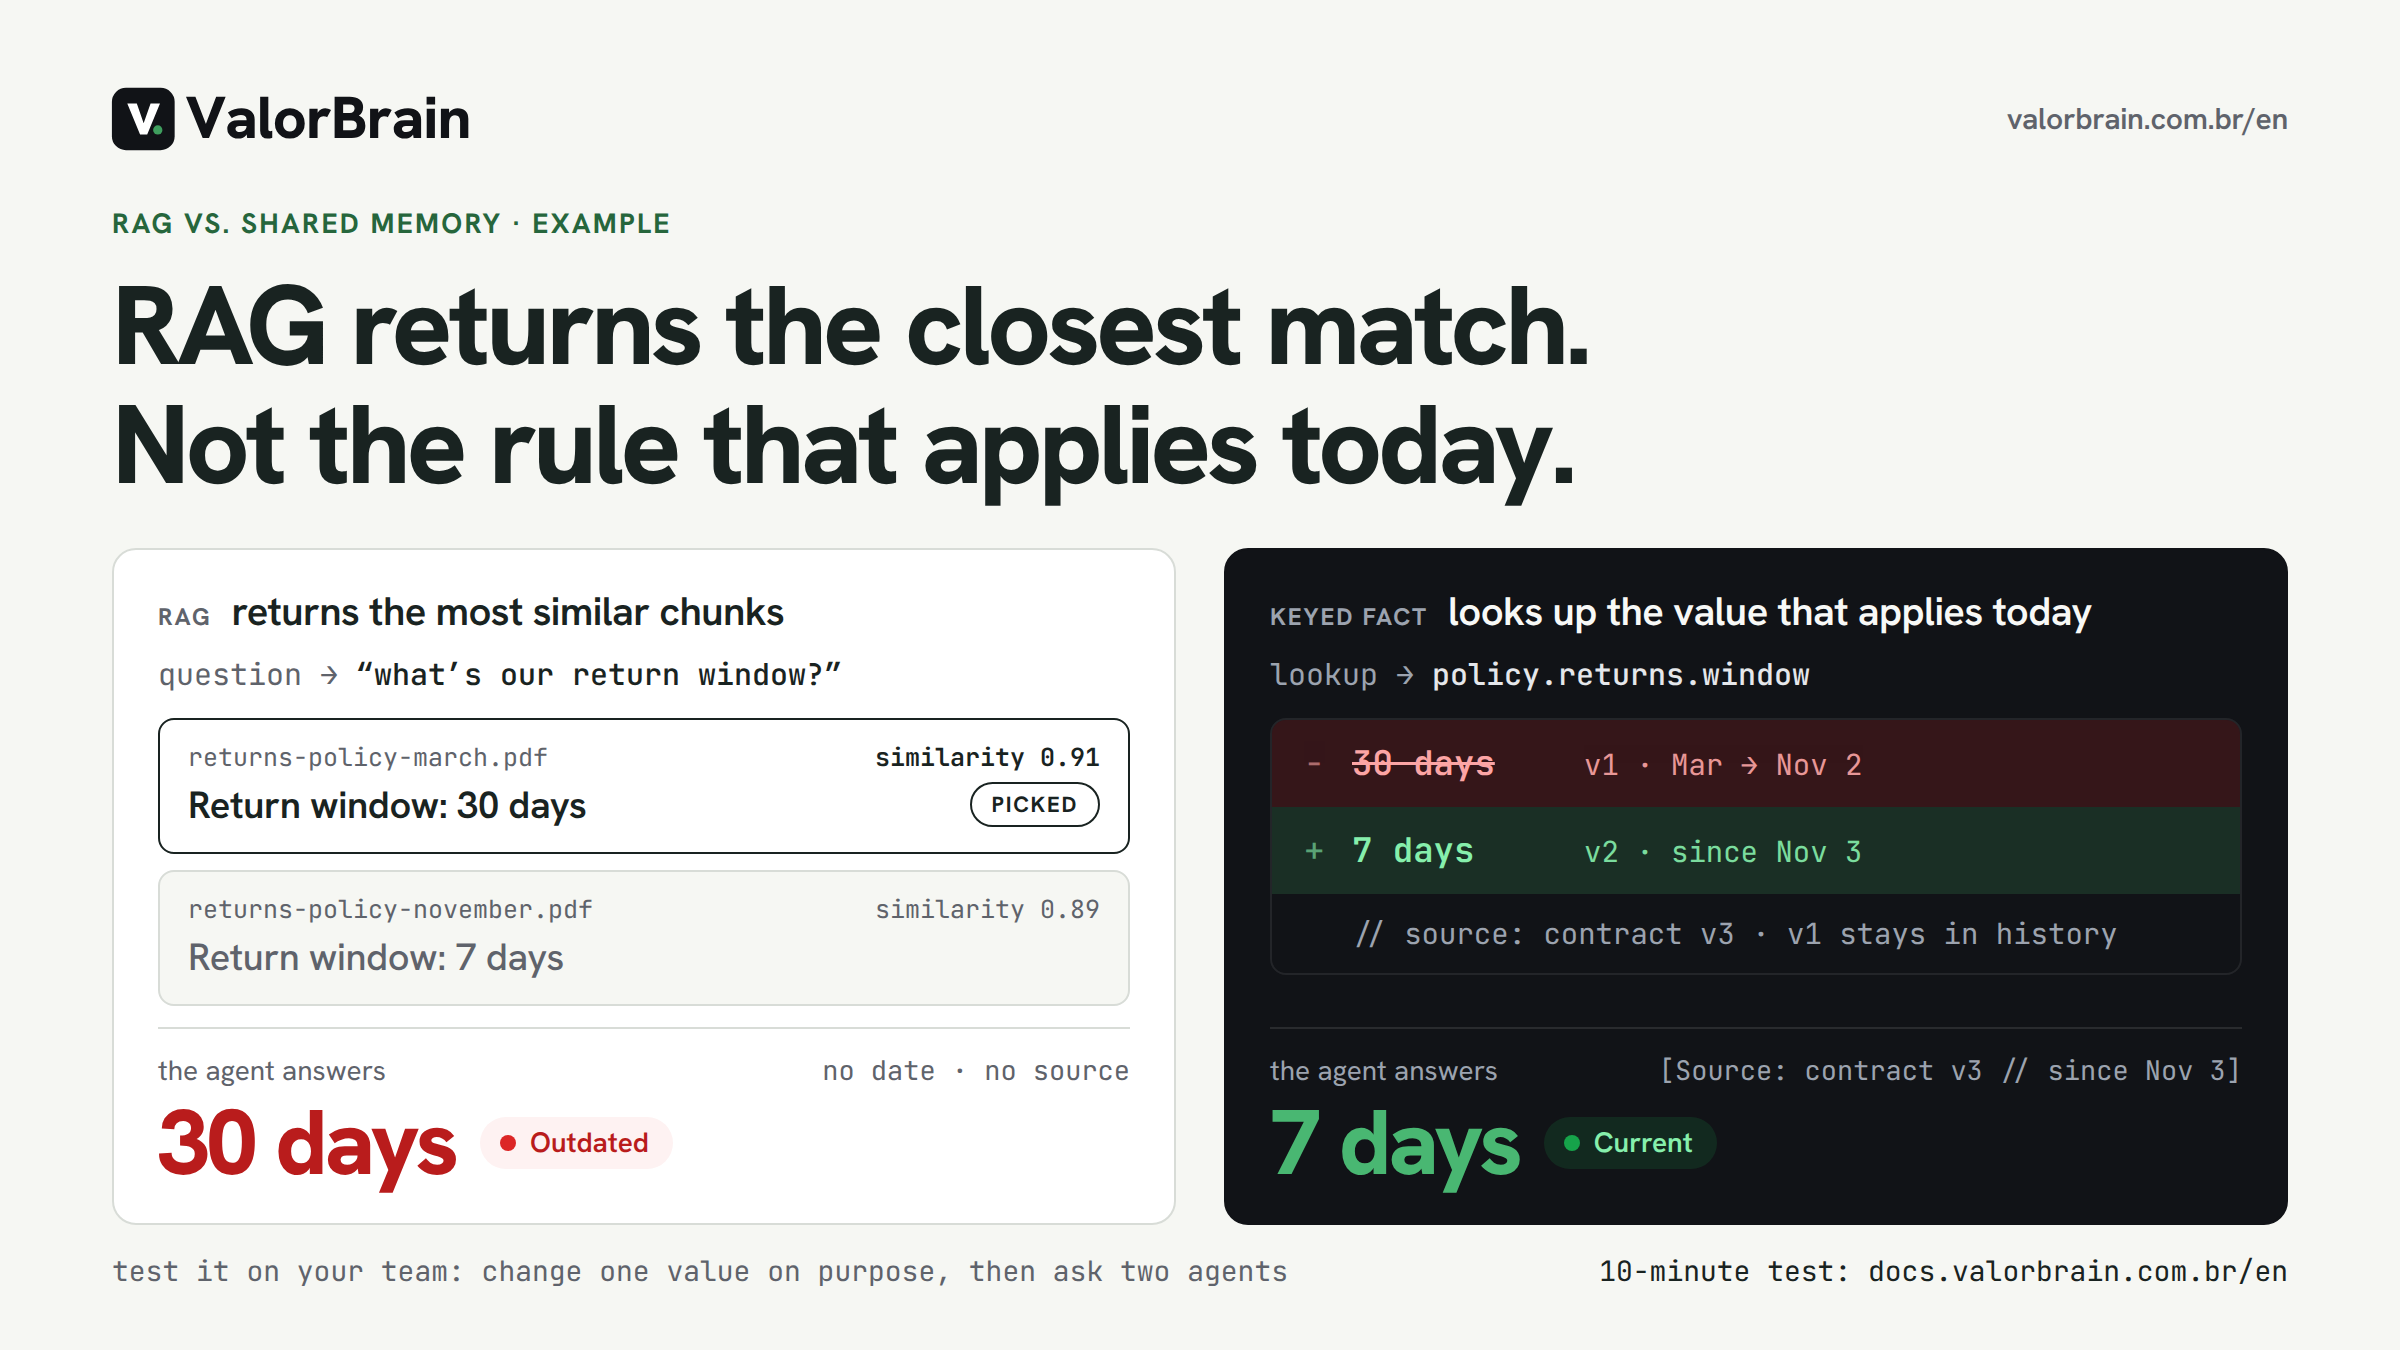 V. ValorBrain
valorbrain.com.br/en
RAG VS. SHARED MEMORY · EXAMPLE
RAG returns the closest match.
Not the rule that applies today.
RAG returns the most similar chunks
question → “what’s our return window?”
returns-policy-march.pdf similarity 0.91
Return window: 30 days PICKED
returns-policy-november.pdf similarity 0.89
Return window: 7 days
the agent answers no date · no source
30 days Outdated
KEYED FACT looks up the value that applies today
lookup → policy.returns.window
- 30 days v1 · Mar → Nov 2
+ 7 days v2 · since Nov 3
// source: contract v3 · v1 stays in history
the agent answers [Source: contract v3 // since Nov 3]
7 days Current
test it on your team: change one value on purpose, then ask two agents
10-minute test: docs.valorbrain.com.br/en